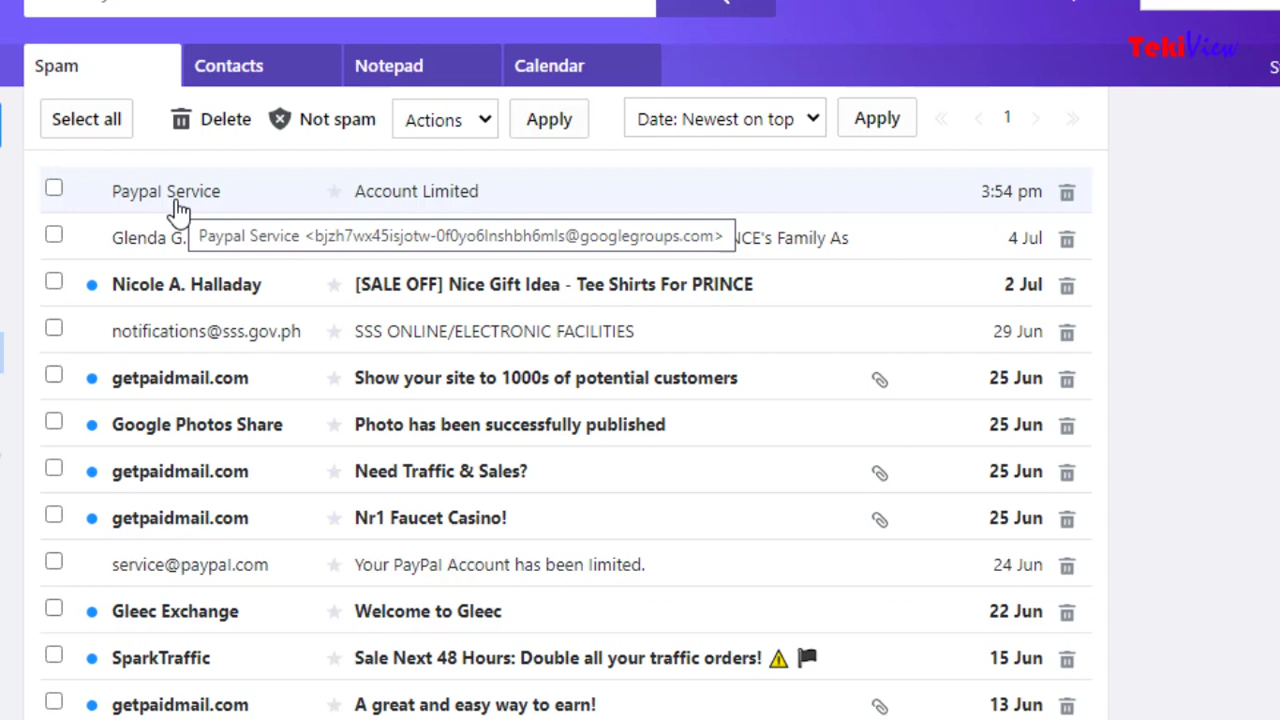 TekiView
Spam Contacts Notepad Calendar
Select all Delete Not spam Actions Apply Date: Newest on top Apply 1
Paypal Service Account Limited 3:54 pm
Glenda G. NCE's Family As 4 Jul
Paypal Service <bjzh7wx45isjotw-0f0yo6lnshbh6mls@googlegroups.com>
Nicole A. Halladay [SALE OFF] Nice Gift Idea - Tee Shirts For PRINCE 2 Jul
notifications@sss.gov.ph SSS ONLINE/ELECTRONIC FACILITIES 29 Jun
getpaidmail.com Show your site to 1000s of potential customers 25 Jun
Google Photos Share Photo has been successfully published 25 Jun
getpaidmail.com Need Traffic & Sales? 25 Jun
getpaidmail.com Nr1 Faucet Casino! 25 Jun
service@paypal.com Your PayPal Account has been limited. 24 Jun
Gleec Exchange Welcome to Gleec 22 Jun
SparkTraffic Sale Next 48 Hours: Double all your traffic orders! 15 Jun
getpaidmail.com A great and easy way to earn! 13 Jun